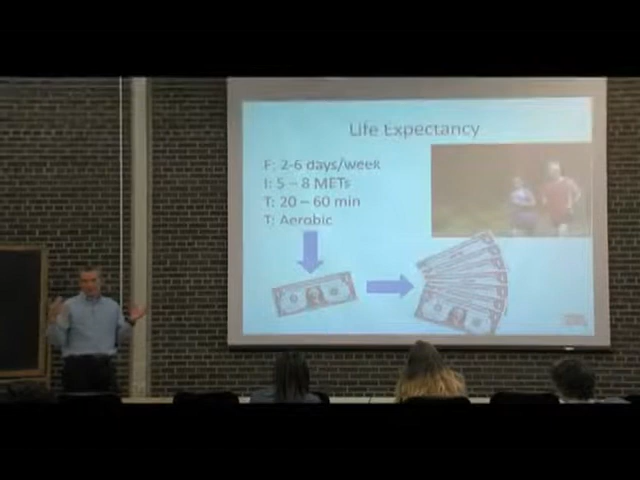 Life Expectancy
F: 2-6 days/week
I: 5 – 8 METs
T: 20 – 60 min
T: Aerobic